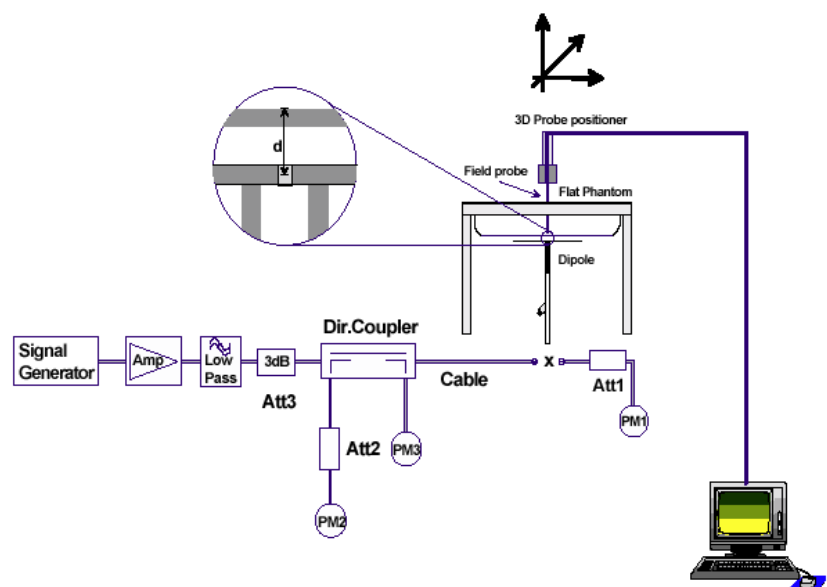 3D Probe positioner
d
Field probe
Flat Phantom
Dipole
Dir.Coupler
Signal
Generator
Amp
Low
Pass
3dB
Cable
x
Att1
Att3
PM1
Att2
PM3
PM2